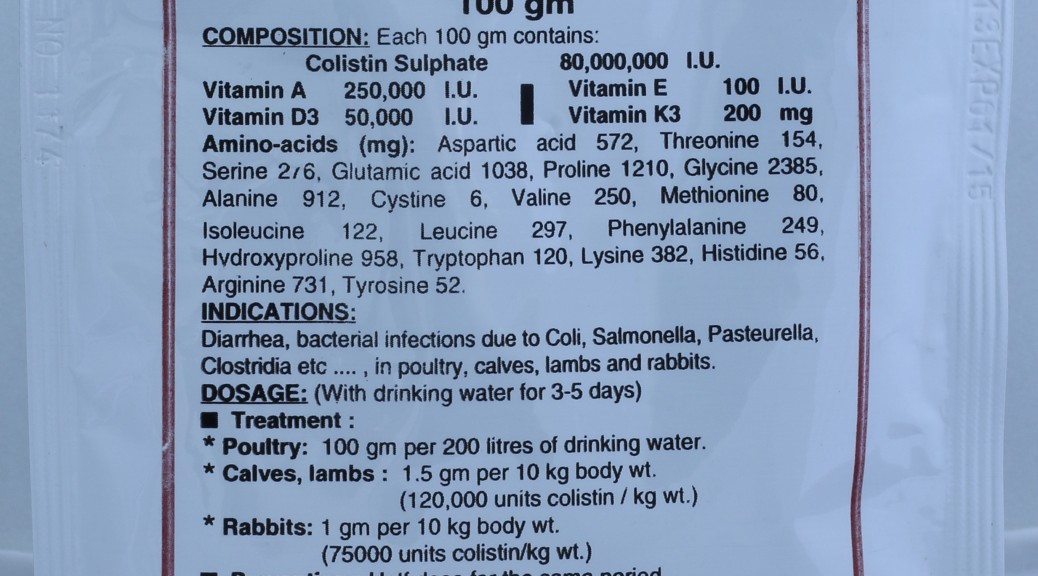 100 gm
COMPOSITION: Each 100 gm contains:
Colistin Sulphate 80,000,000 I.U.
Vitamin A 250,000 I.U. Vitamin E 100 I.U.
Vitamin D3 50,000 I.U. Vitamin K3 200 mg
Amino-acids (mg): Aspartic acid 572, Threonine 154,
Serine 276, Glutamic acid 1038, Proline 1210, Glycine 2385,
Alanine 912, Cystine 6, Valine 250, Methionine 80,
Isoleucine 122, Leucine 297, Phenylalanine 249,
Hydroxyproline 958, Tryptophan 120, Lysine 382, Histidine 56,
Arginine 731, Tyrosine 52.
INDICATIONS:
Diarrhea, bacterial infections due to Coli, Salmonella, Pasteurella,
Clostridia etc .... , in poultry, calves, lambs and rabbits.
DOSAGE: (With drinking water for 3-5 days)
■ Treatment :
* Poultry: 100 gm per 200 litres of drinking water.
* Calves, lambs : 1.5 gm per 10 kg body wt.
(120,000 units colistin / kg wt.)
* Rabbits: 1 gm per 10 kg body wt.
(75000 units colistin/kg wt.)
for the same period